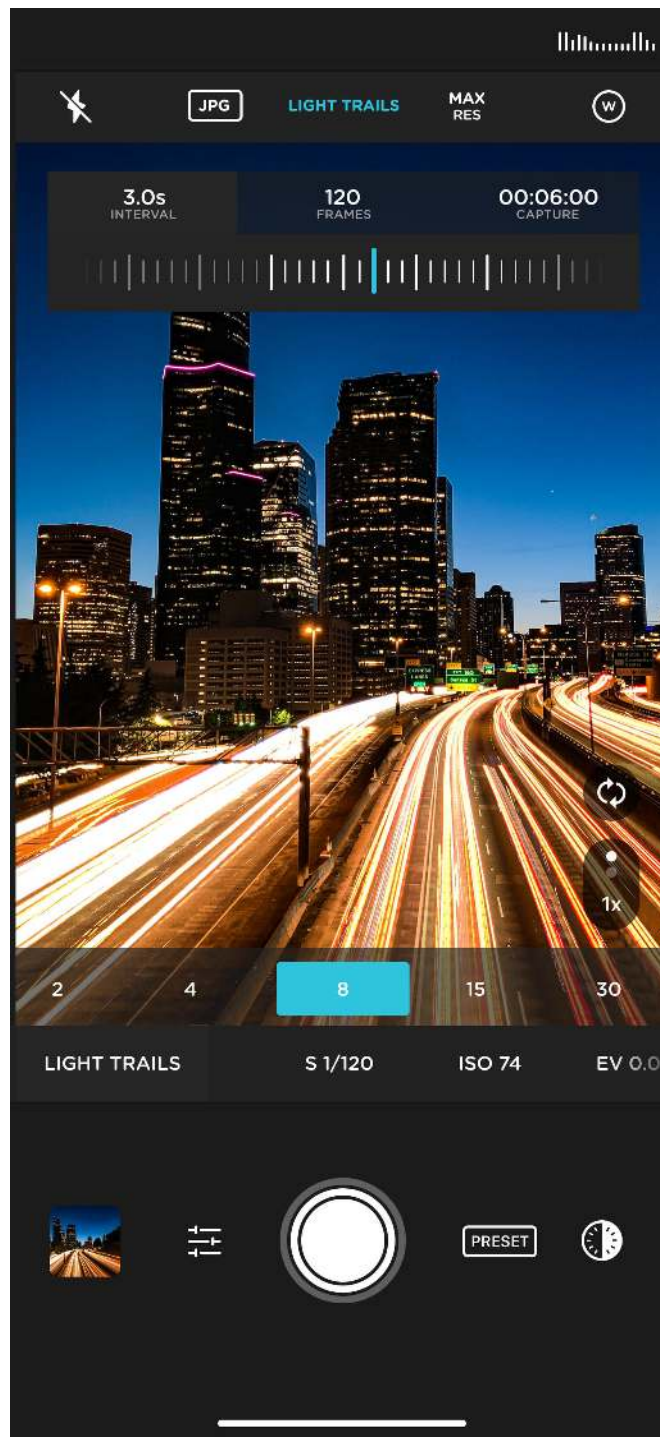 JPG
LIGHT TRAILS
MAX
RES
W
3.0s
INTERVAL
120
FRAMES
00:06:00
CAPTURE
1x
2 4 8 15 30
LIGHT TRAILS S 1/120 ISO 74 EV 0.0
PRESET